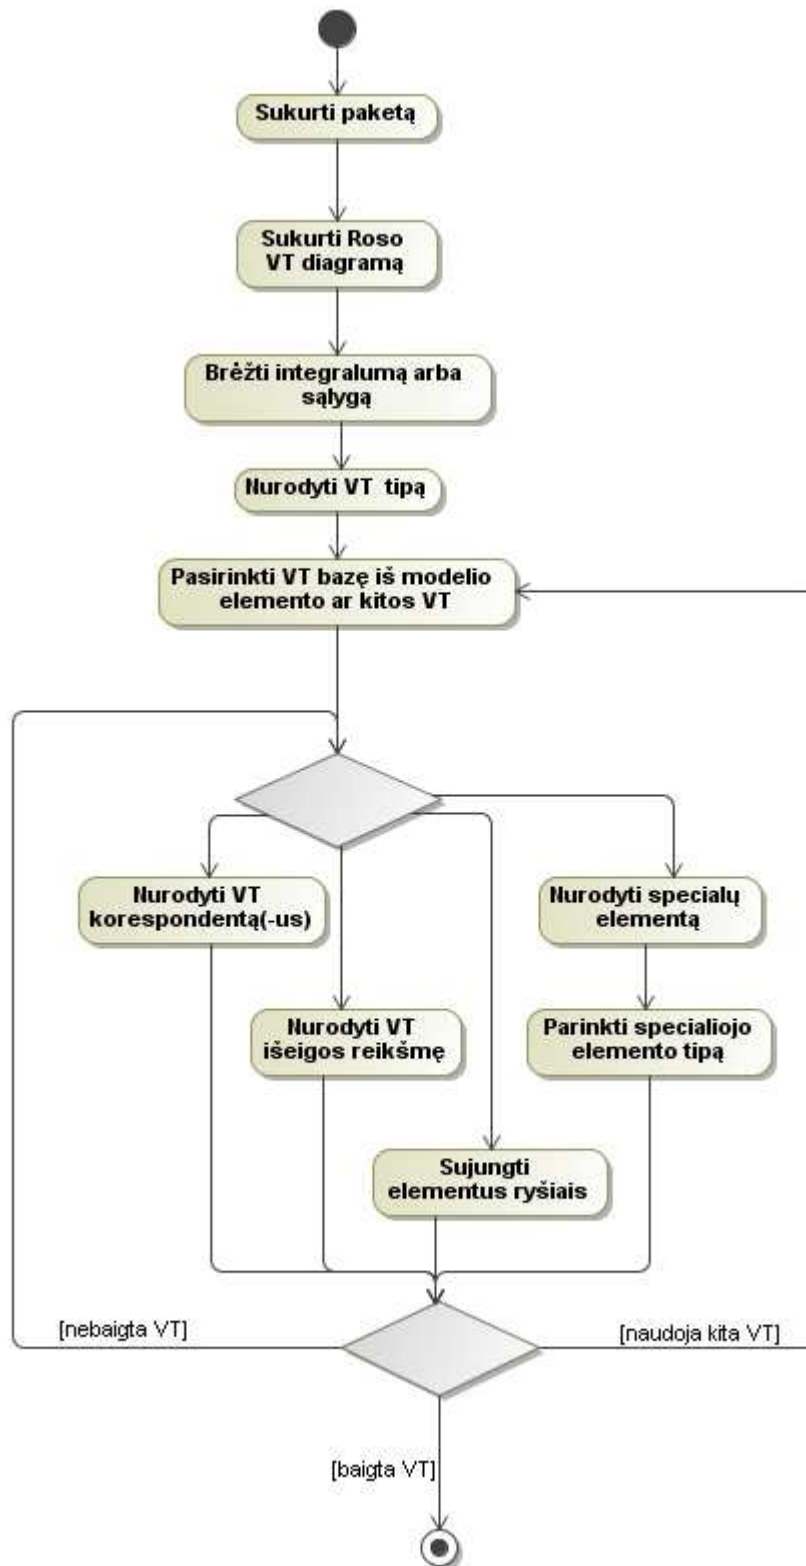 Sukurti paketą
Sukurti Roso
VT diagramą
Brėžti integralumą arba
sąlygą
Nurodyti VT tipą
Pasirinkti VT bazę iš modelio
elemento ar kitos VT
Nurodyti VT
korespondentą(-us)
Nurodyti specialų
elementą
Nurodyti VT
išeigos reikšmę
Parinkti specialiojo
elemento tipą
Sujungti
elementus ryšiais
[nebaigta VT]
[naudoja kita VT]
[baigta VT]